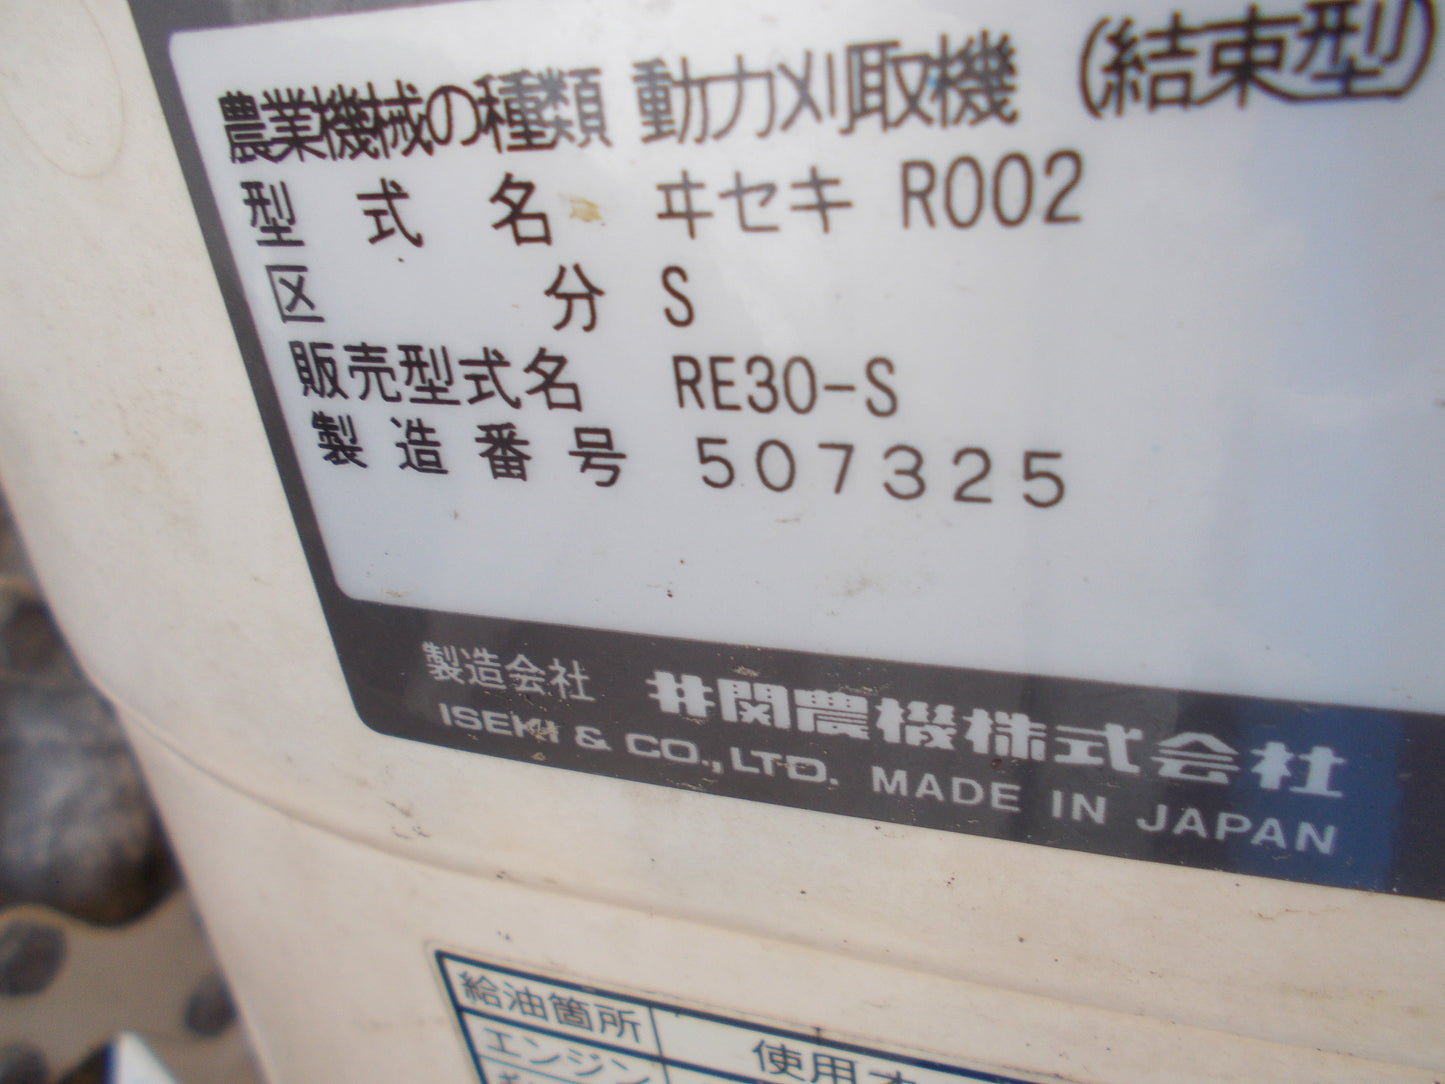 農業機械の種類 動力刈取機 (結束型)
型式名 ヰセキ R002
区分 S
販売型式名 RE30-S
製造番号 507325
製造会社 井関農機株式会社
ISEKI & CO., LTD. MADE IN JAPAN
給油箇所 使用オ
エンジン